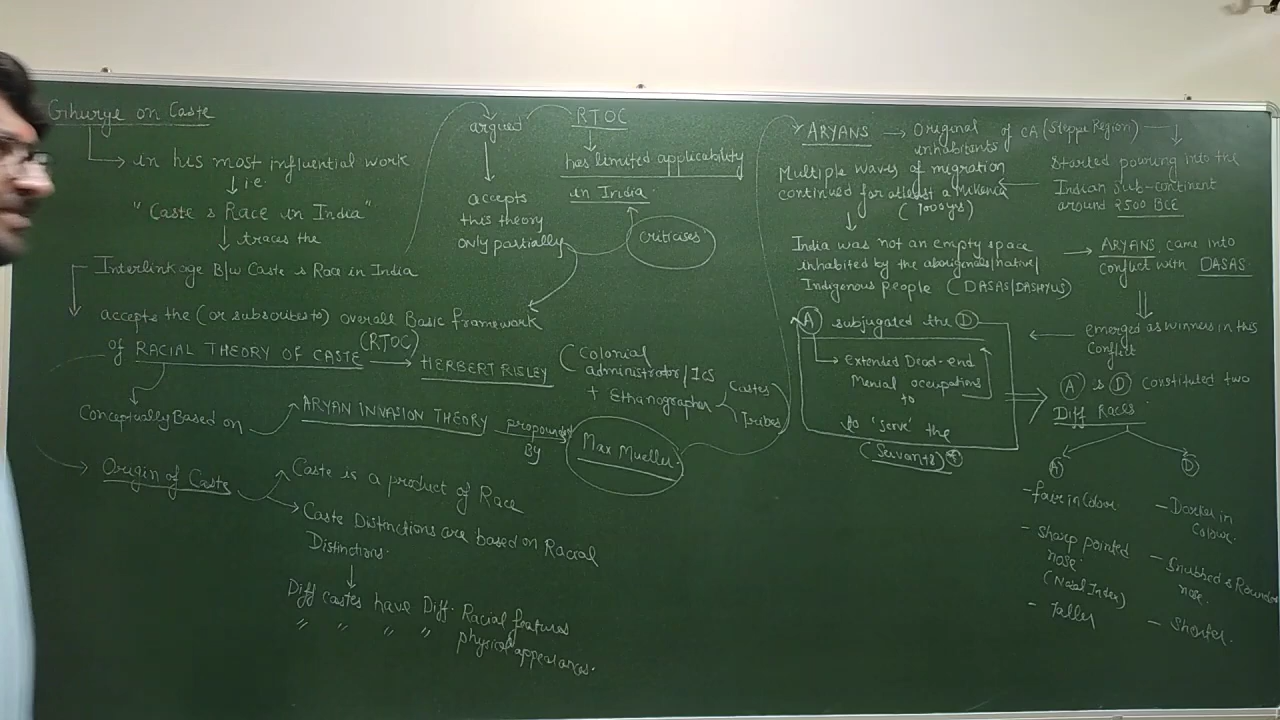 Ghurye on Caste
in his most influential work
i.e.
"Caste & Race in India"
traces the
Interlinkage B/w Caste & Race in India
accepts the (or subscribes to) overall Basic framework
of RACIAL THEORY OF CASTE (RTOC)
HERBERT RISLEY
(Colonial
administrator/ICS
+ Ethanographer
Castes
Tribes
Conceptually Based on
ARYAN INVASION THEORY
propounded
By
Max Mueller.
Origin of Caste
Caste is a product of Race
Caste Distinctions are based on Racial
Distinctions.
Diff castes have Diff. Racial features
" " " " physical appearances.
argued
accepts
this theory
only partially
RTOC
has limited applicability
in India.
criticises
ARYANS
Original
inhabitants
of CA (Steppe Region)
Started pouring into the
Indian sub-continent
around 2500 BCE
Multiple waves of migration
continued for atleast a
(1000 yrs)
India was not an empty space
inhabited by the aboriginal/native/
Indigenous people (DASAS/DASHYUS)
ARYANS came into
conflict with DASAS
emerged as winners in this
Conflict
A subjugated the D
Extended Dead-end
Menial occupations
to
to 'serve' the
(Servants)
A & D Constituted two
Diff Races
A
D
- fair in Colour
- Sharp pointed
nose
(Nasal Index)
- Taller
- Darker in
Colour.
- Snubbed & Rounded
nose.
- Shorter.